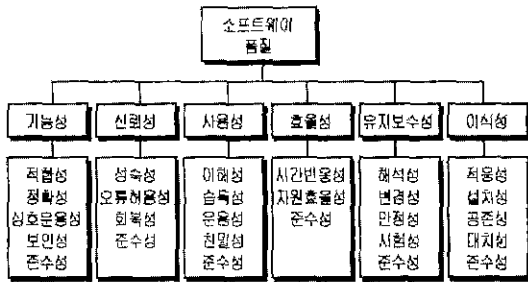 소프트웨어
품질
기능성
신뢰성
사용성
효율성
유지보수성
이식성
적합성
정확성
상호운용성
보안성
준수성
성숙성
오류허용성
회복성
준수성
이해성
습득성
운용성
친밀성
준수성
시간반응성
자원효율성
준수성
해석성
변경성
안정성
시험성
준수성
적응성
설치성
공존성
대치성
준수성